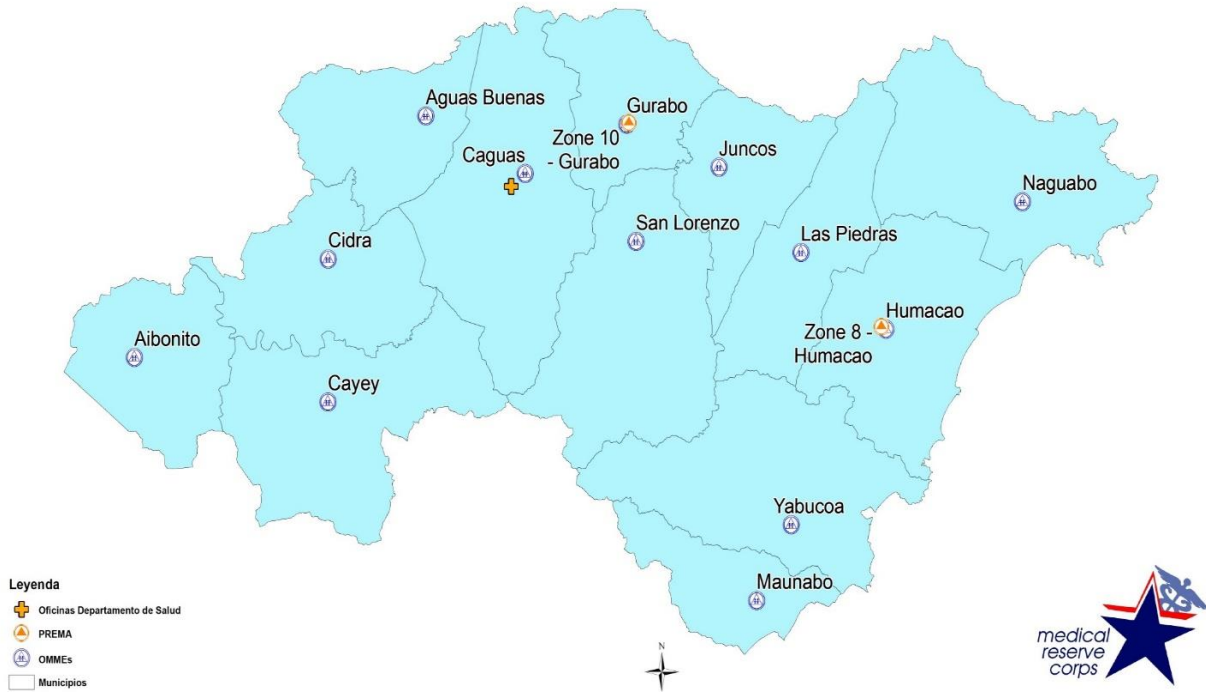 Aguas Buenas
Gurabo
Zone 10
- Gurabo
Caguas
Juncos
Naguabo
San Lorenzo
Las Piedras
Cidra
Humacao
Zone 8 -
Humacao
Aibonito
Cayey
Yabucoa
Maunabo
Leyenda
Oficinas Departamento de Salud
PREMA
OMMEs
Municipios
N
medical
reserve
corps